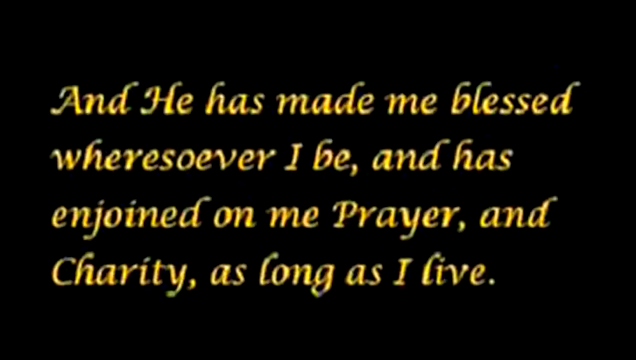 And He has made me blessed
wheresoever I be, and has
enjoined on me Prayer, and
Charity, as long as I live.